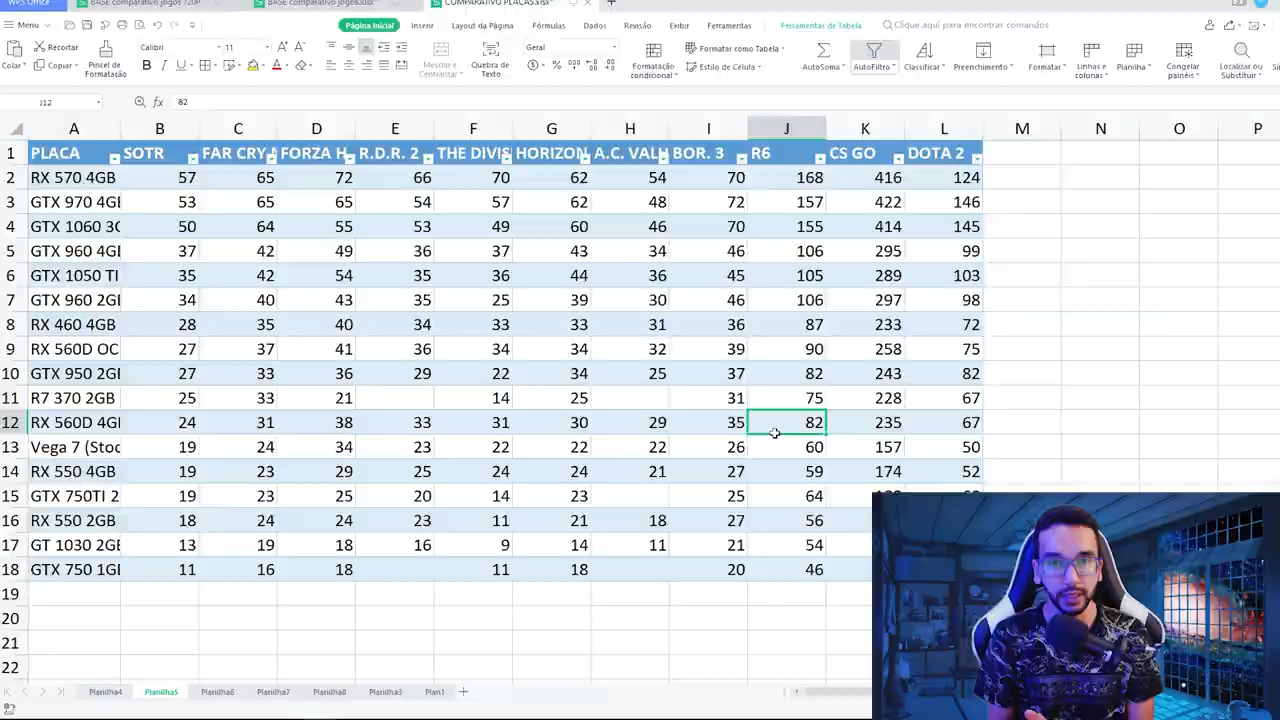 WPS Office
BASE comparativo jogos 720P
BASE comparativo jogos.xlsx*
COMPARATIVO PLACAS.xlsx*
Menu
Página Inicial
Inserir
Layout da Página
Fórmulas
Dados
Revisão
Exibir
Ferramentas
Ferramentas de Tabela
Clique aqui para encontrar comandos
Colar
Recortar
Copiar
Pincel de
Formatação
Calibri
11
Mesclar e
Centralizar
Quebra de
Texto
Geral
Formatação
condicional
Formatar como Tabela
Estilo de Célula
AutoSoma
AutoFiltro
Classificar
Preenchimento
Formatar
Linhas e
colunas
Planilha
Congelar
painéis
Localizar ou
Substituir
J12
fx
82
A B C D E F G H I J K L M N O P
1 PLACA SOTR FAR CRY FORZA H R.D.R. 2 THE DIVIS HORIZON A.C. VALH BOR. 3 R6 CS GO DOTA 2
2 RX 570 4GB 57 65 72 66 70 62 54 70 168 416 124
3 GTX 970 4GB 53 65 65 54 57 62 48 72 157 422 146
4 GTX 1060 3G 50 64 55 53 49 60 46 70 155 414 145
5 GTX 960 4GB 37 42 49 36 37 43 34 46 106 295 99
6 GTX 1050 TI 35 42 54 35 36 44 36 45 105 289 103
7 GTX 960 2GB 34 40 43 35 25 39 30 46 106 297 98
8 RX 460 4GB 28 35 40 34 33 33 31 36 87 233 72
9 RX 560D OC 27 37 41 36 34 34 32 39 90 258 75
10 GTX 950 2GB 27 33 36 29 22 34 25 37 82 243 82
11 R7 370 2GB 25 33 21 14 25 31 75 228 67
12 RX 560D 4GB 24 31 38 33 31 30 29 35 82 235 67
13 Vega 7 (Stoc 19 26 34 23 22 22 22 26 60 157 50
14 RX 550 4GB 19 23 29 25 24 24 21 27 59 174 52
15 GTX 750TI 2 19 23 25 20 14 23 25 64
16 RX 550 2GB 18 24 24 23 11 21 18 27 56
17 GT 1030 2GB 13 19 18 16 9 14 11 21 54
18 GTX 750 1GB 11 16 18 11 18 20 46
19
20
21
22
Planilha4 Planilha5 Planilha6 Planilha7 Planilha8 Planilha3 Plan1